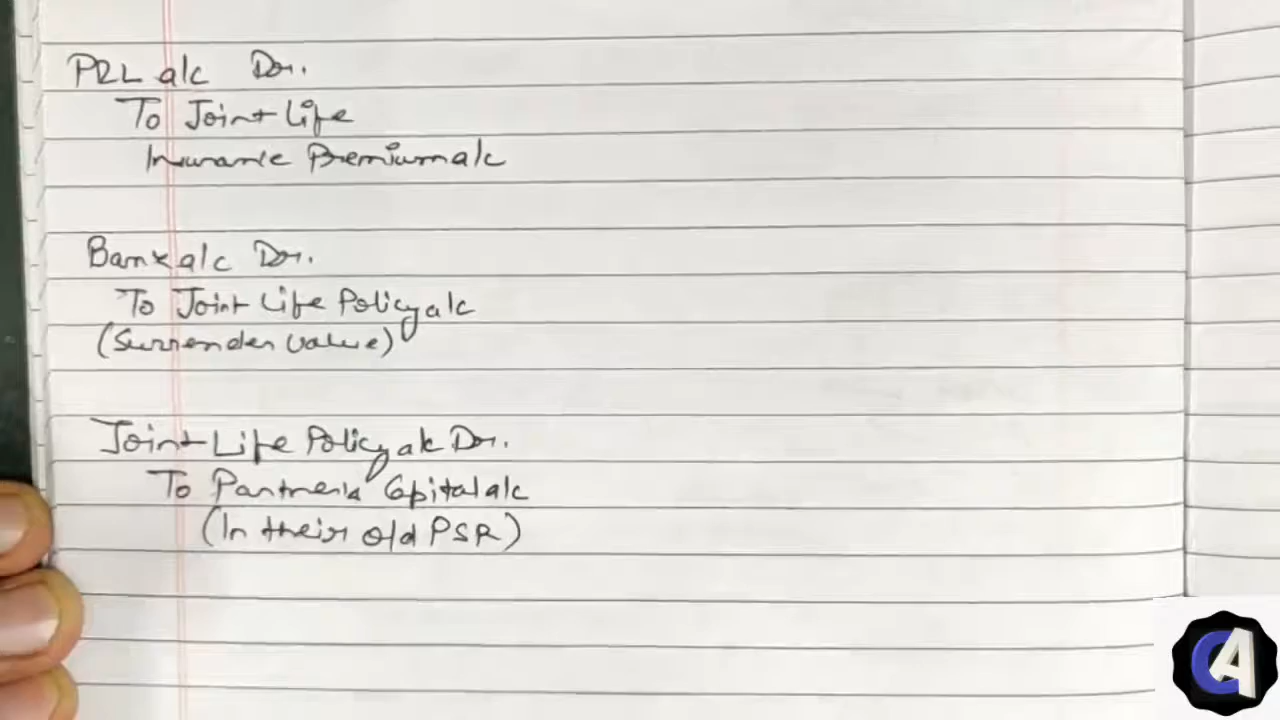 P&L a/c Dr.
To Joint Life
Insurance Premium a/c
Bank a/c Dr.
To Joint Life Policy a/c
(Surrender value)
Joint Life Policy a/c Dr.
To Partner's Capital a/c
(In their old PSR)
CA